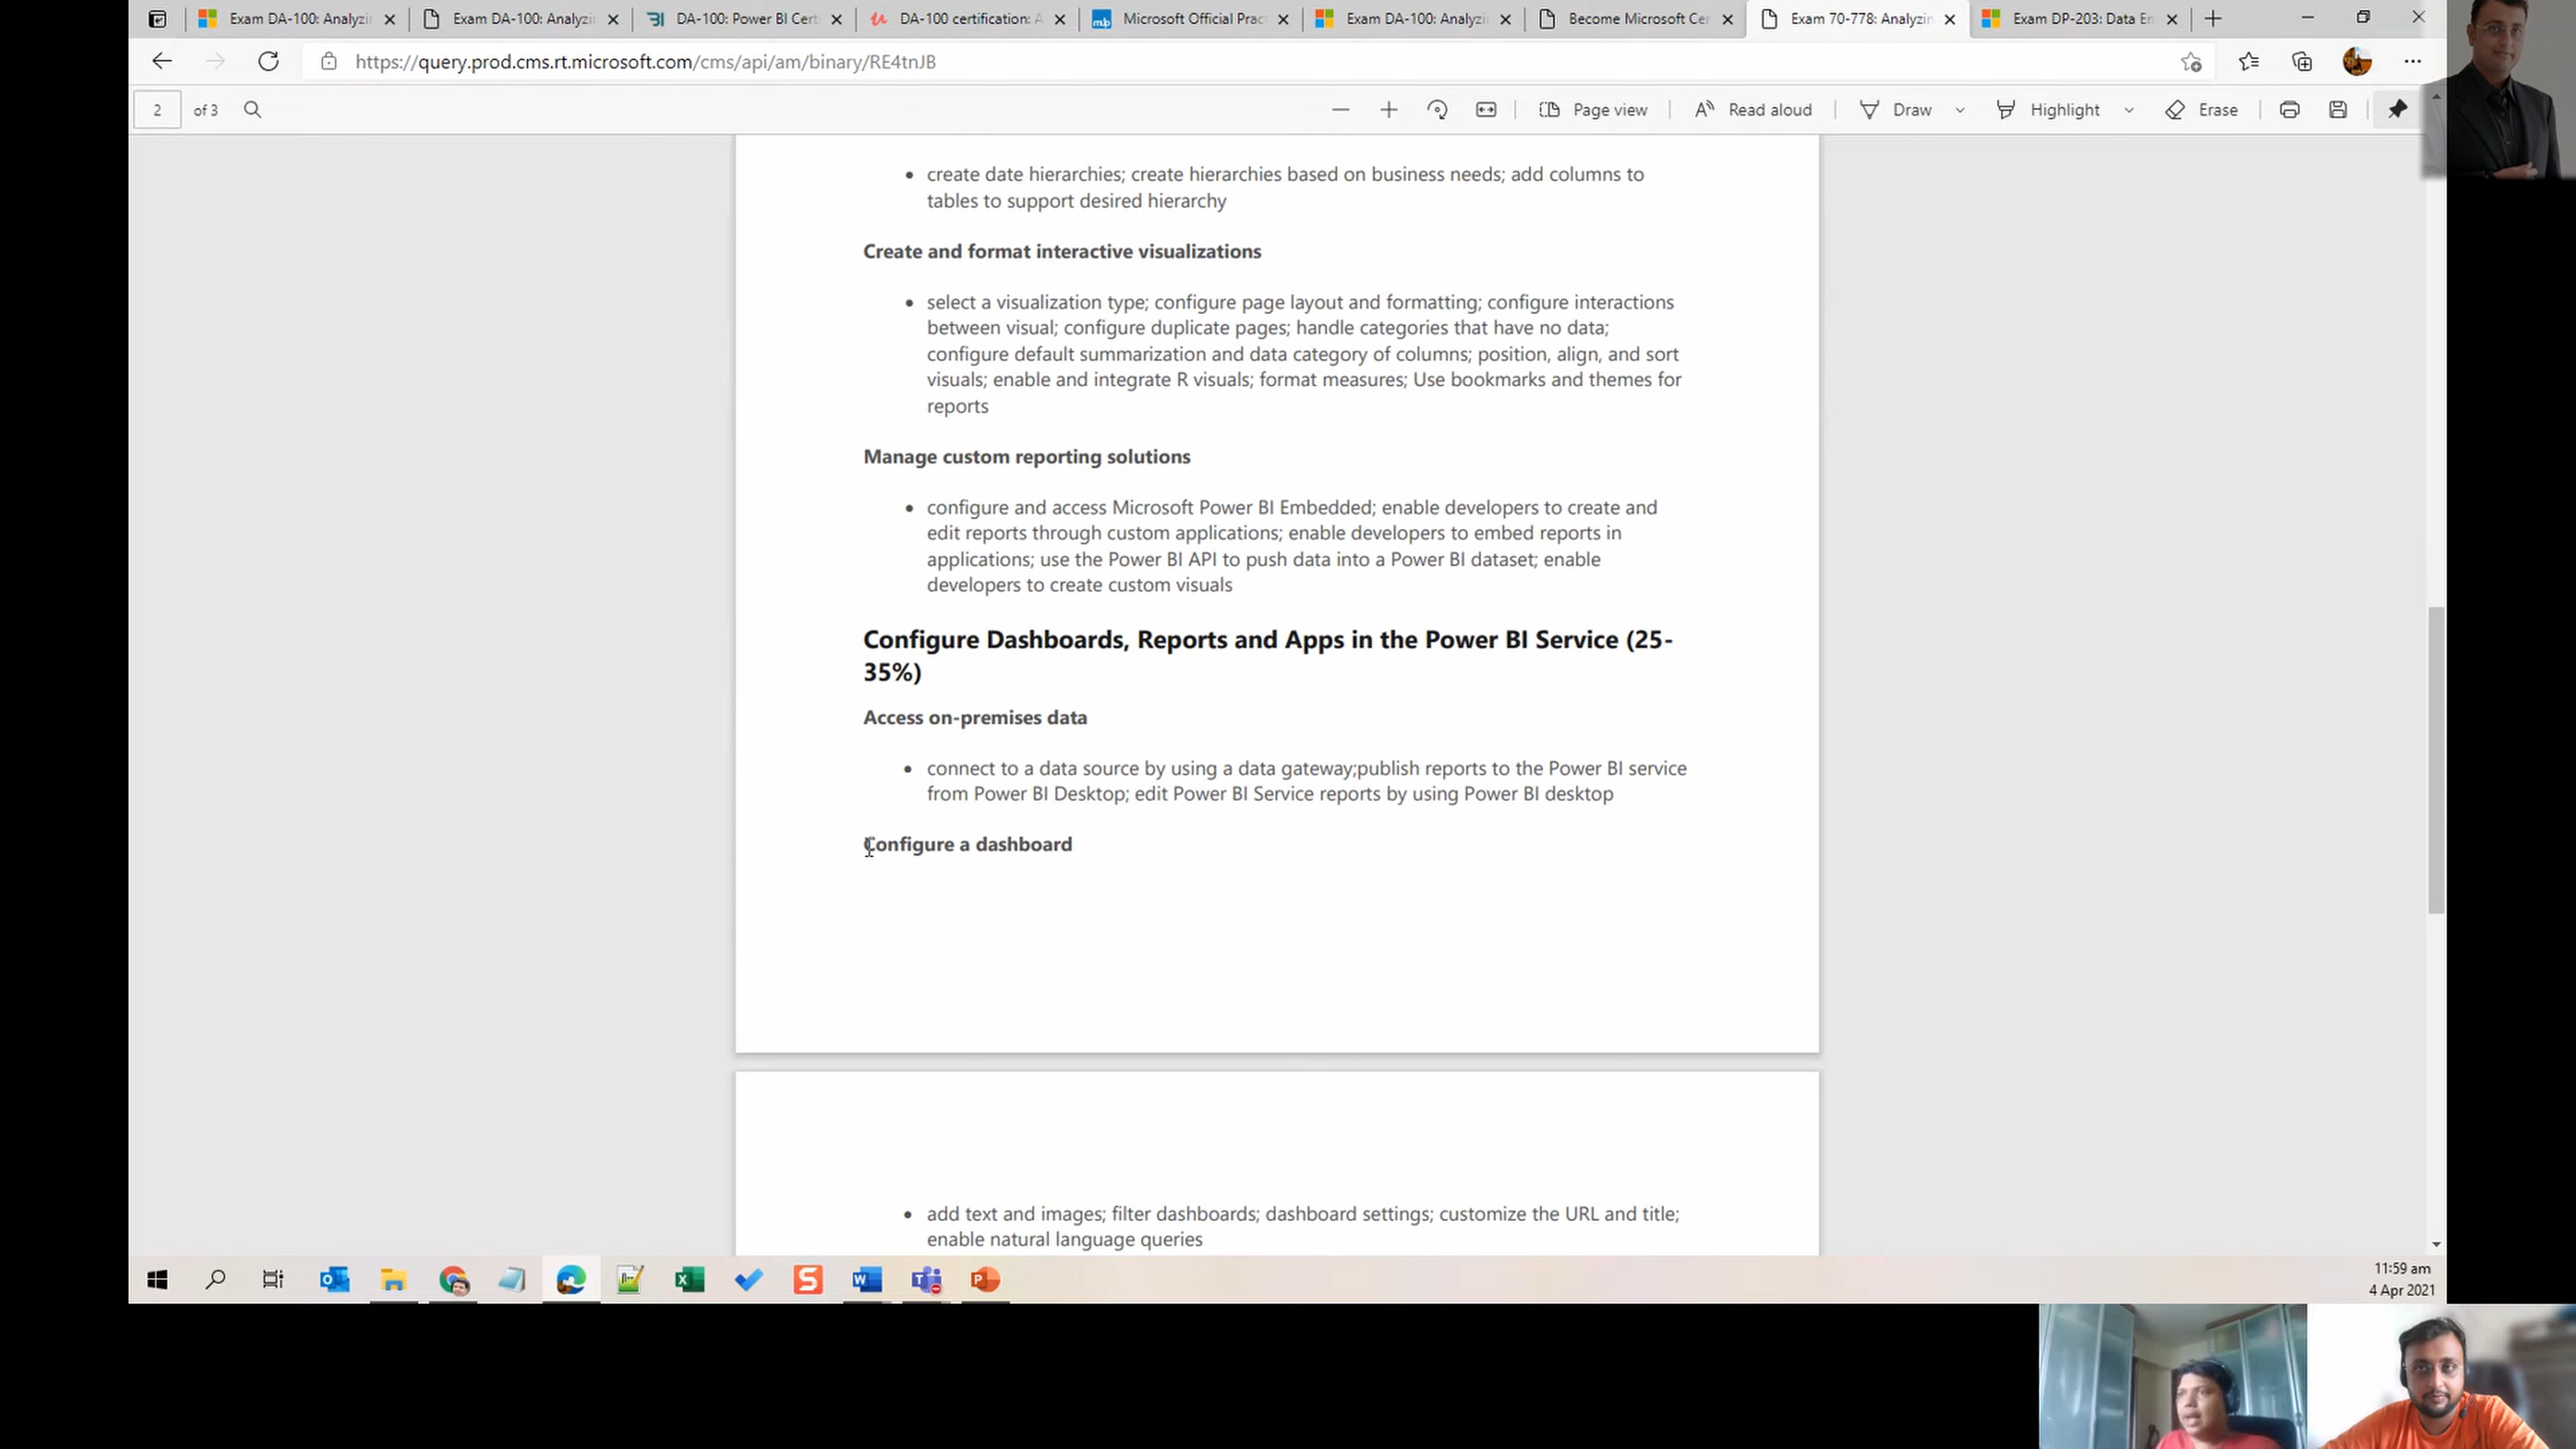 Exam DA-100: Analyzi
Exam DA-100: Analyzi
DA-100: Power BI Cert
DA-100 certification: A
Microsoft Official Prac
Exam DA-100: Analyzi
Become Microsoft Cer
Exam 70-778: Analyzin
Exam DP-203: Data En
https://query.prod.cms.rt.microsoft.com/cms/api/am/binary/RE4tnJB
2 of 3
Page view
Read aloud
Draw
Highlight
Erase
• create date hierarchies; create hierarchies based on business needs; add columns to
tables to support desired hierarchy
Create and format interactive visualizations
• select a visualization type; configure page layout and formatting; configure interactions
between visual; configure duplicate pages; handle categories that have no data;
configure default summarization and data category of columns; position, align, and sort
visuals; enable and integrate R visuals; format measures; Use bookmarks and themes for
reports
Manage custom reporting solutions
• configure and access Microsoft Power BI Embedded; enable developers to create and
edit reports through custom applications; enable developers to embed reports in
applications; use the Power BI API to push data into a Power BI dataset; enable
developers to create custom visuals
Configure Dashboards, Reports and Apps in the Power BI Service (25-
35%)
Access on-premises data
• connect to a data source by using a data gateway;publish reports to the Power BI service
from Power BI Desktop; edit Power BI Service reports by using Power BI desktop
Configure a dashboard
• add text and images; filter dashboards; dashboard settings; customize the URL and title;
enable natural language queries
11:59 am
4 Apr 2021